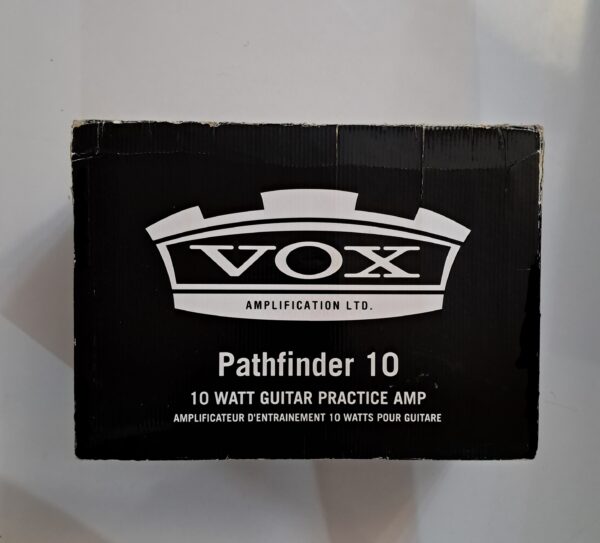 VOX
AMPLIFICATION LTD.
Pathfinder 10
10 WATT GUITAR PRACTICE AMP
AMPLIFICATEUR D'ENTRAINEMENT 10 WATTS POUR GUITARE